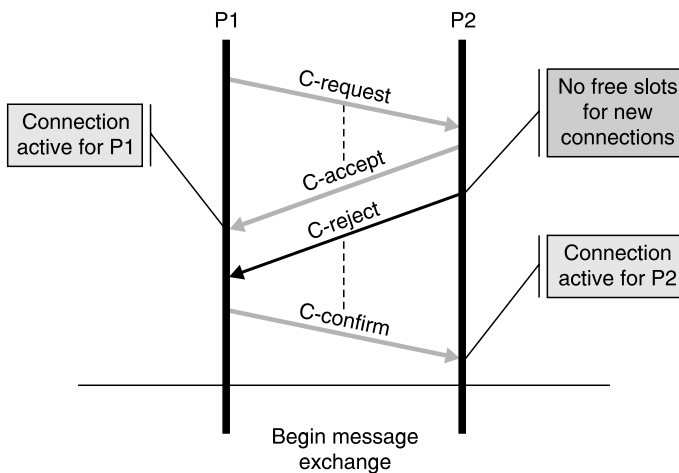 P1
P2
C-request
No free slots
for new
connections
Connection
active for P1
C-accept
C-reject
Connection
active for P2
C-confirm
Begin message
exchange